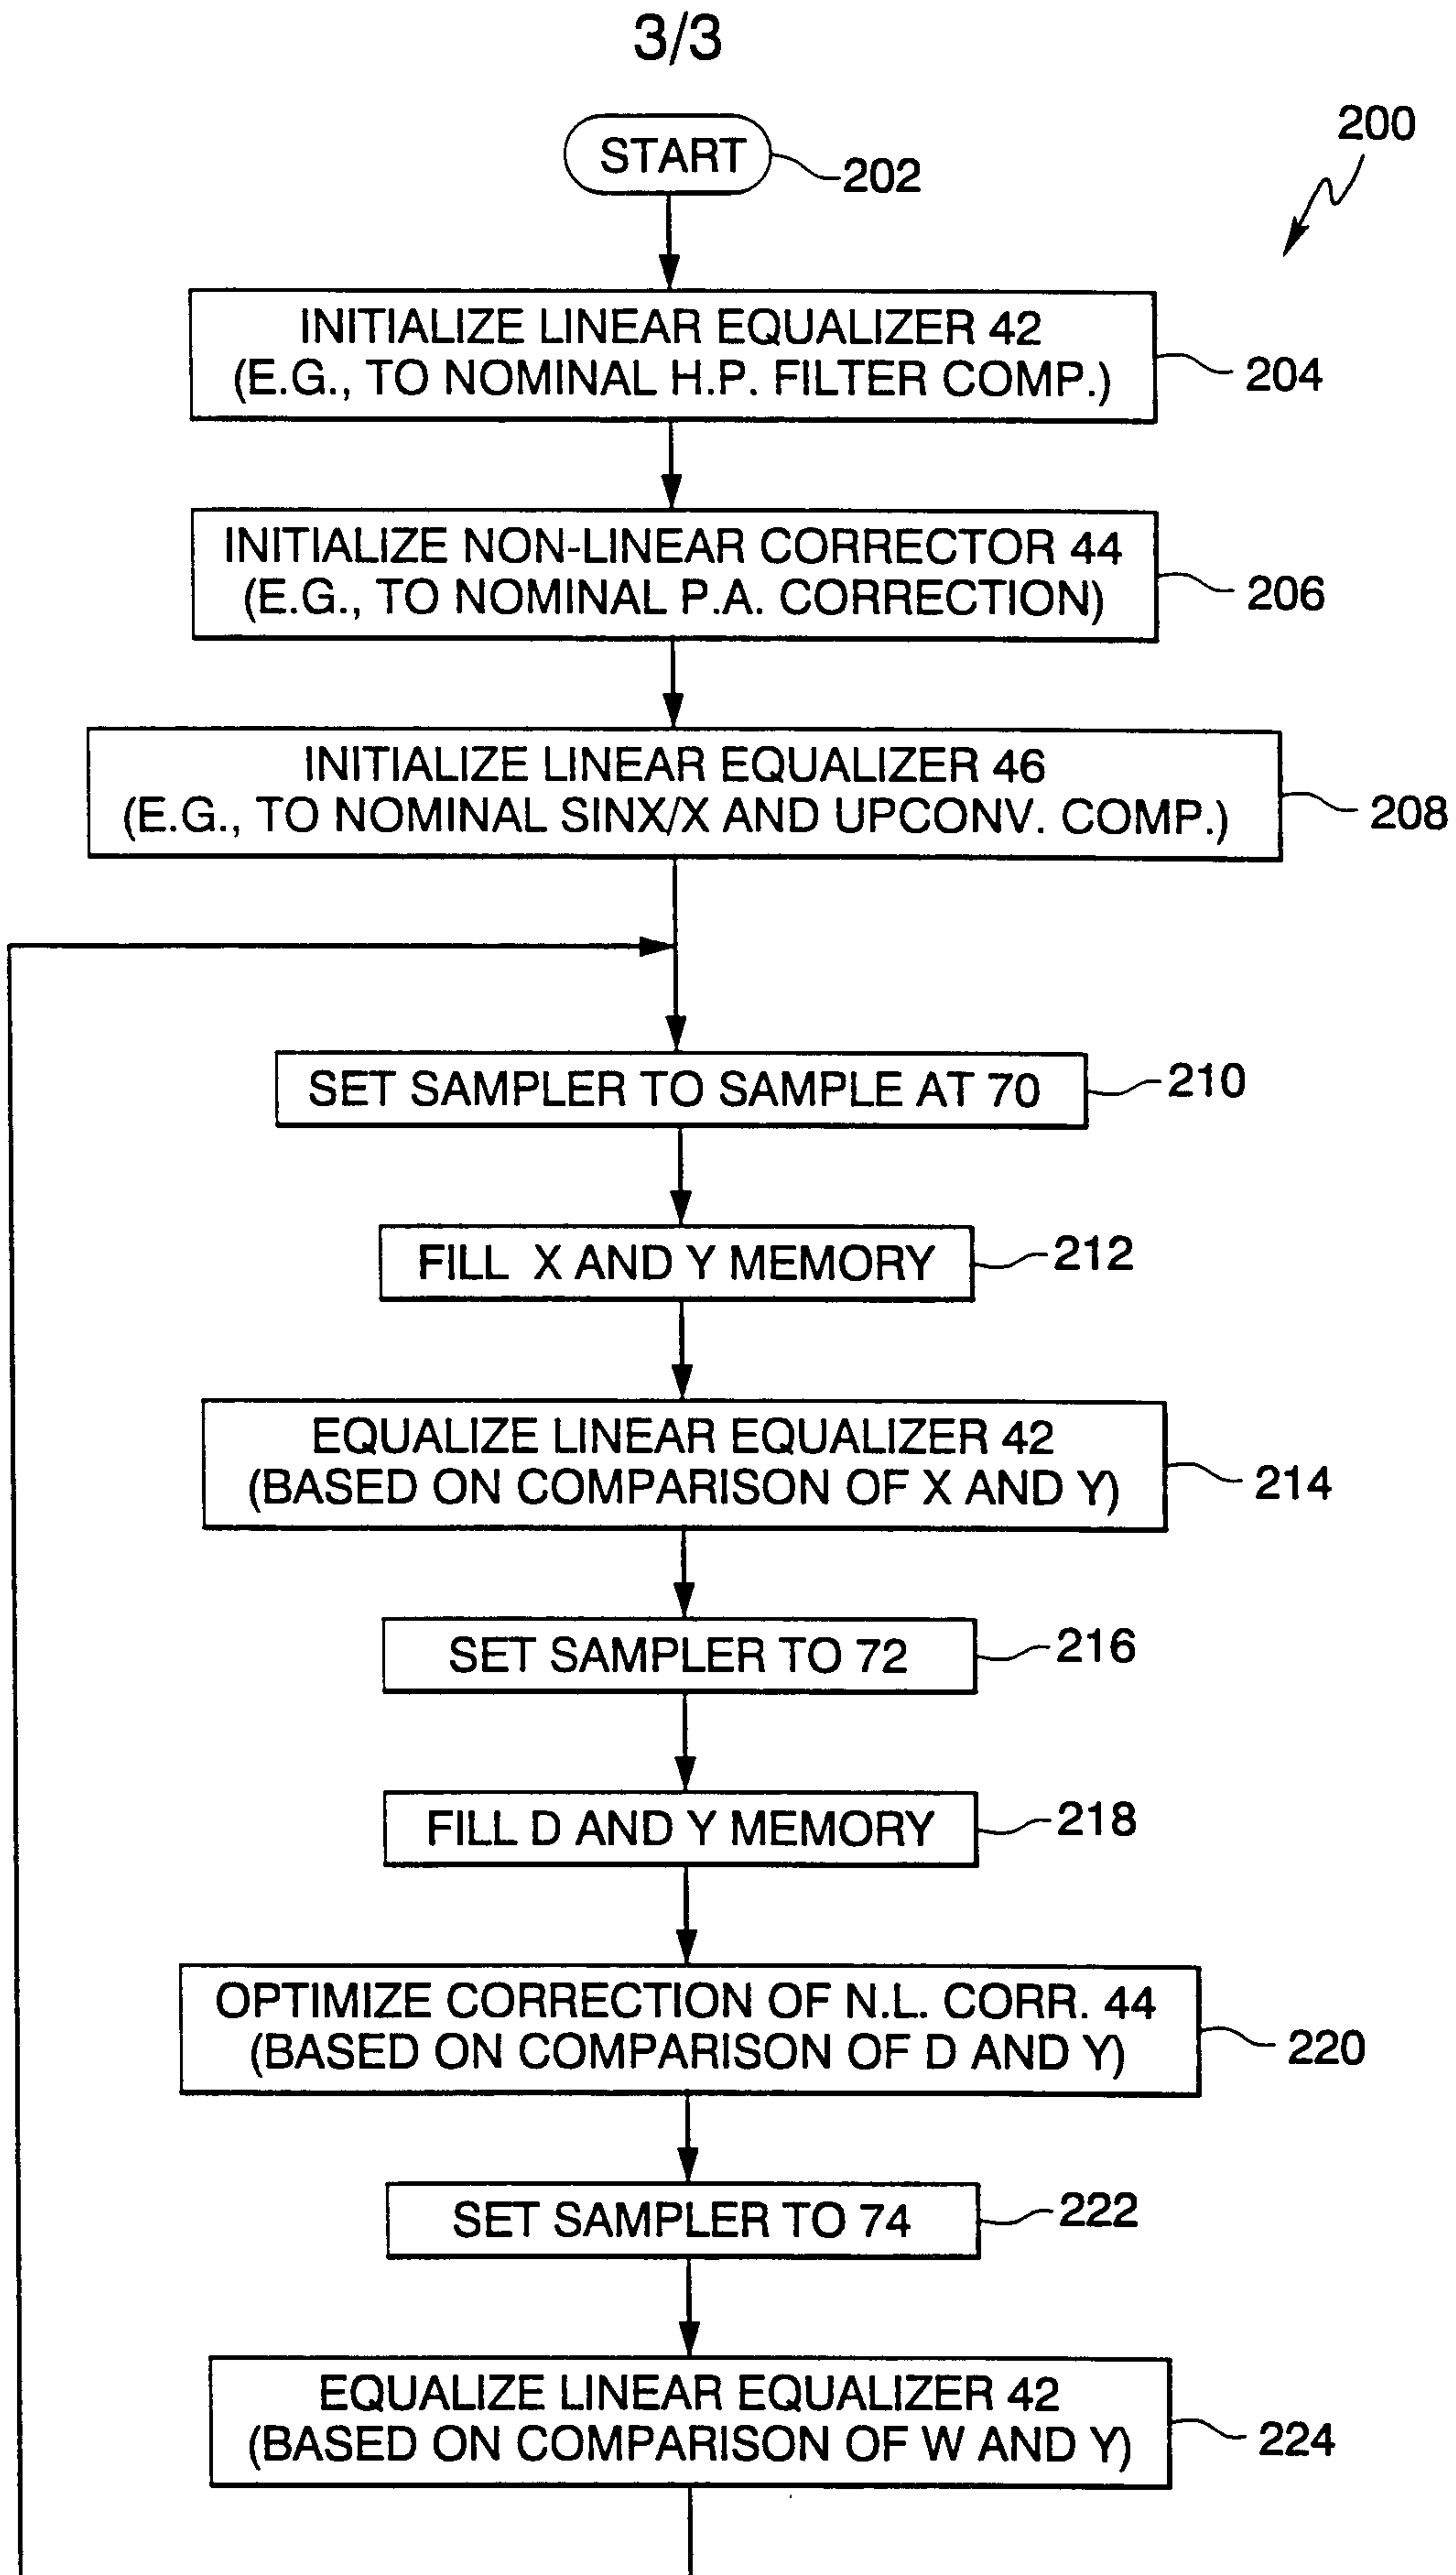 3/3
200
START
202
INITIALIZE LINEAR EQUALIZER 42
(E.G., TO NOMINAL H.P. FILTER COMP.)
204
INITIALIZE NON-LINEAR CORRECTOR 44
(E.G., TO NOMINAL P.A. CORRECTION)
206
INITIALIZE LINEAR EQUALIZER 46
(E.G., TO NOMINAL SINX/X AND UPCONV. COMP.)
208
SET SAMPLER TO SAMPLE AT 70
210
FILL X AND Y MEMORY
212
EQUALIZE LINEAR EQUALIZER 42
(BASED ON COMPARISON OF X AND Y)
214
SET SAMPLER TO 72
216
FILL D AND Y MEMORY
218
OPTIMIZE CORRECTION OF N.L. CORR. 44
(BASED ON COMPARISON OF D AND Y)
220
SET SAMPLER TO 74
222
EQUALIZE LINEAR EQUALIZER 42
(BASED ON COMPARISON OF W AND Y)
224